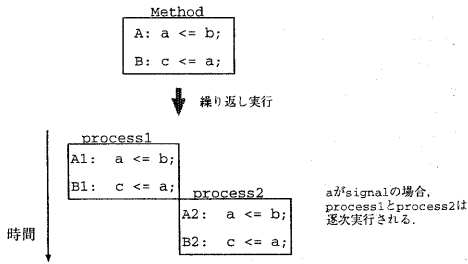 Method
A: a <= b;
B: c <= a;
繰り返し実行
process1
A1: a <= b;
B1: c <= a;
process2
A2: a <= b;
B2: c <= a;
aがsignalの場合,
process1とprocess2は
逐次実行される.
時間